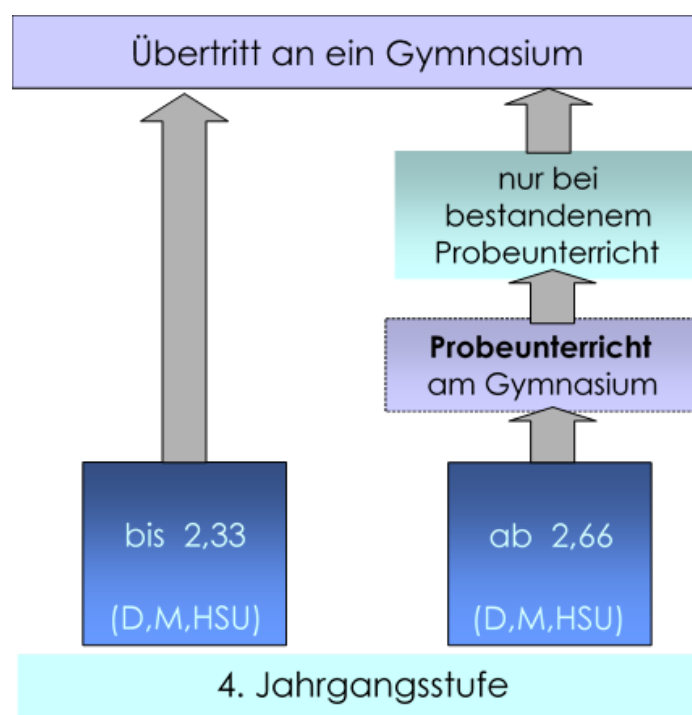 Übertritt an ein Gymnasium
nur bei
bestandenem
Probeunterricht
Probeunterricht
am Gymnasium
bis 2,33
(D,M,HSU)
ab 2,66
(D,M,HSU)
4. Jahrgangsstufe